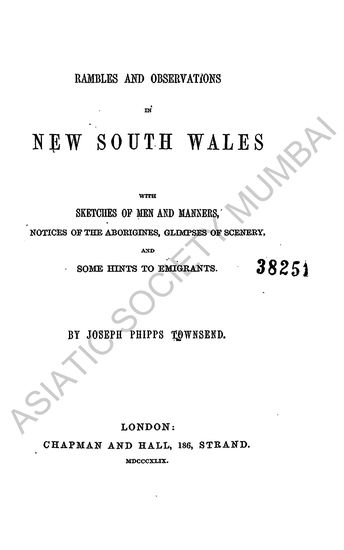 RAMBLES AND OBSERVATIONS
IN
NEW SOUTH WALES
WITH
SKETCHES OF MEN AND MANNERS,
NOTICES OF THE ABORIGINES, GLIMPSES OF SCENERY,
AND
SOME HINTS TO EMIGRANTS.
38251
BY JOSEPH PHIPPS TOWNSEND.
LONDON:
CHAPMAN AND HALL, 186, STRAND.
MDCCCXLIX.
ASIATIC SOCIETY MUMBAI